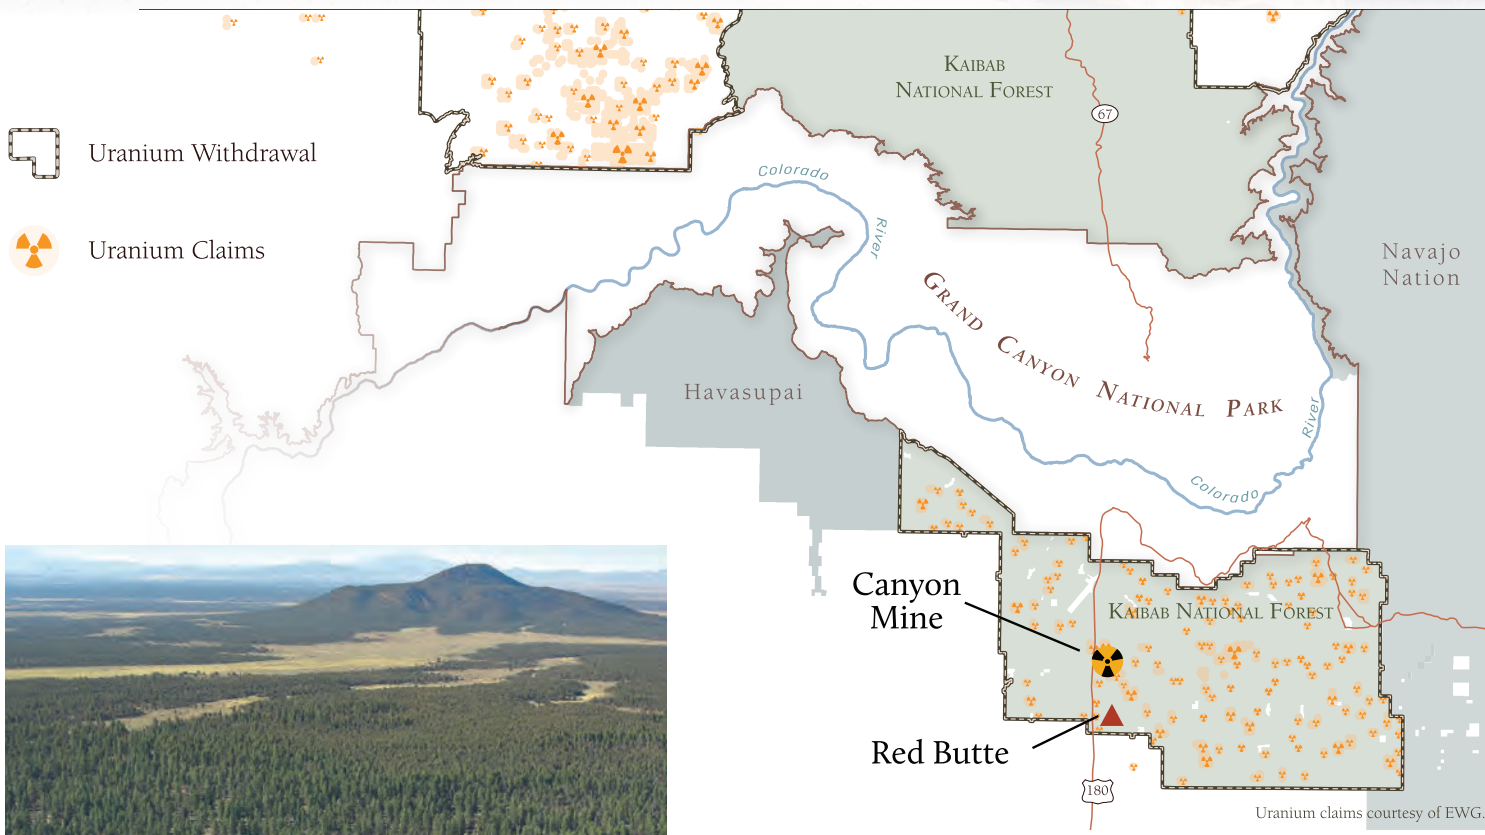 Kaibab
National Forest
67
Uranium Withdrawal
Colorado
River
Uranium Claims
Navajo
Nation
Grand Canyon National Park
Havasupai
River
Colorado
Canyon
Mine
Kaibab National Forest
Red Butte
180
Uranium claims courtesy of EWG.